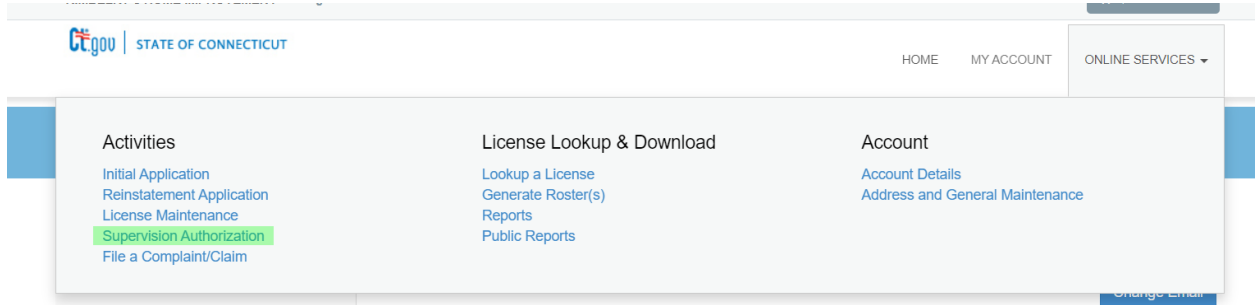 Ct.gov STATE OF CONNECTICUT
HOME MY ACCOUNT ONLINE SERVICES
Activities
Initial Application
Reinstatement Application
License Maintenance
Supervision Authorization
File a Complaint/Claim
License Lookup & Download
Lookup a License
Generate Roster(s)
Reports
Public Reports
Account
Account Details
Address and General Maintenance
Change Email